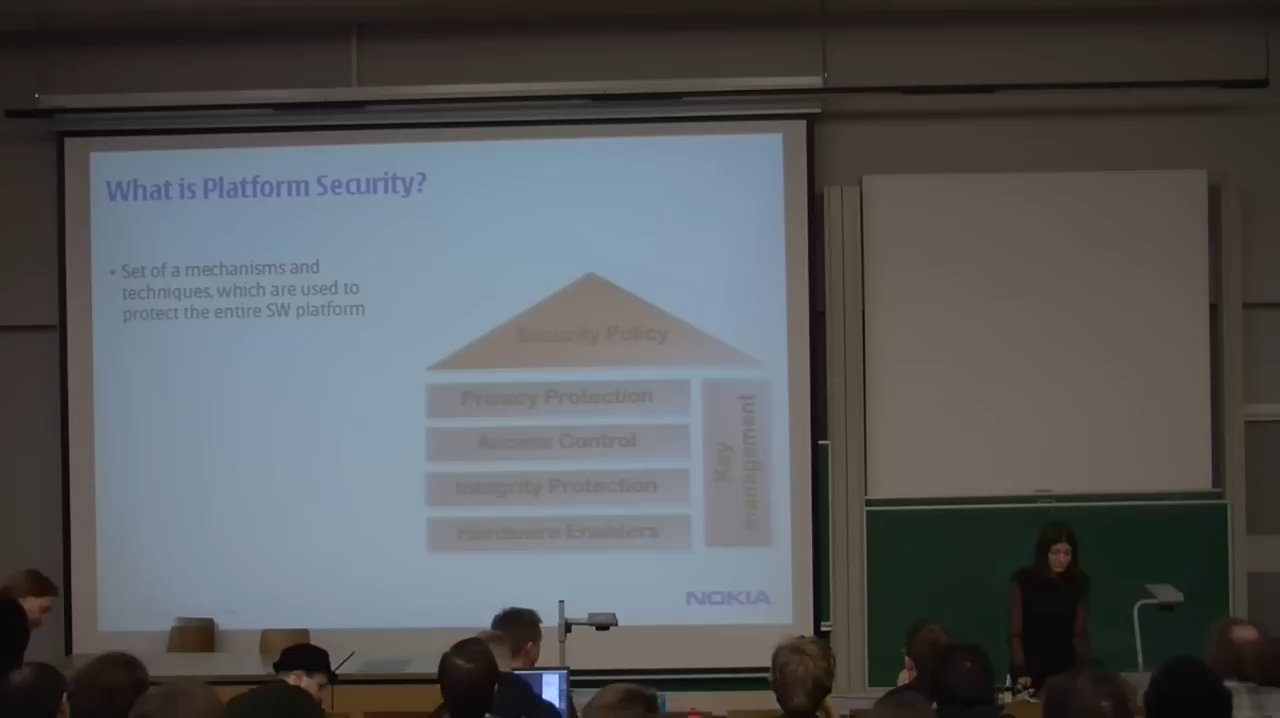 What is Platform Security?
• Set of a mechanisms and
techniques, which are used to
protect the entire SW platform
Security Policy
Privacy Protection
Access Control
Integrity Protection
Hardware Enablers
Key
management
NOKIA